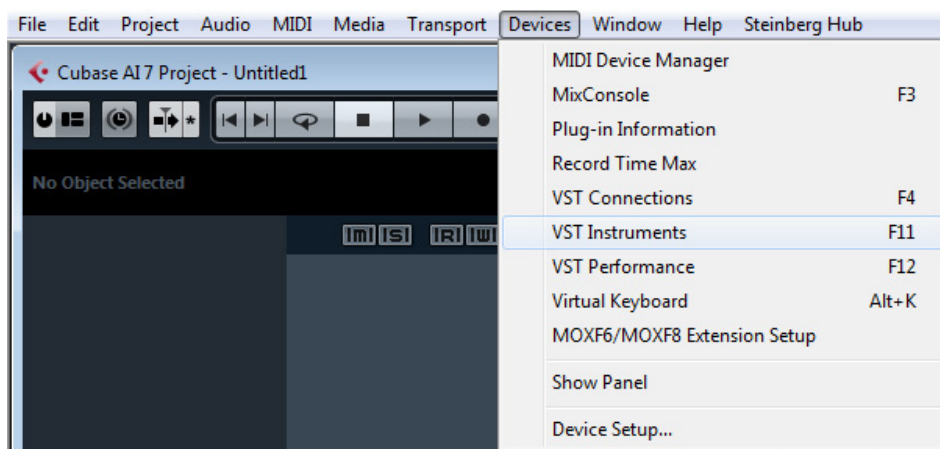 File Edit Project Audio MIDI Media Transport Devices Window Help Steinberg Hub
Cubase AI 7 Project - Untitled1
No Object Selected
m S R W
MIDI Device Manager
MixConsole F3
Plug-in Information
Record Time Max
VST Connections F4
VST Instruments F11
VST Performance F12
Virtual Keyboard Alt+K
MOXF6/MOXF8 Extension Setup
Show Panel
Device Setup...